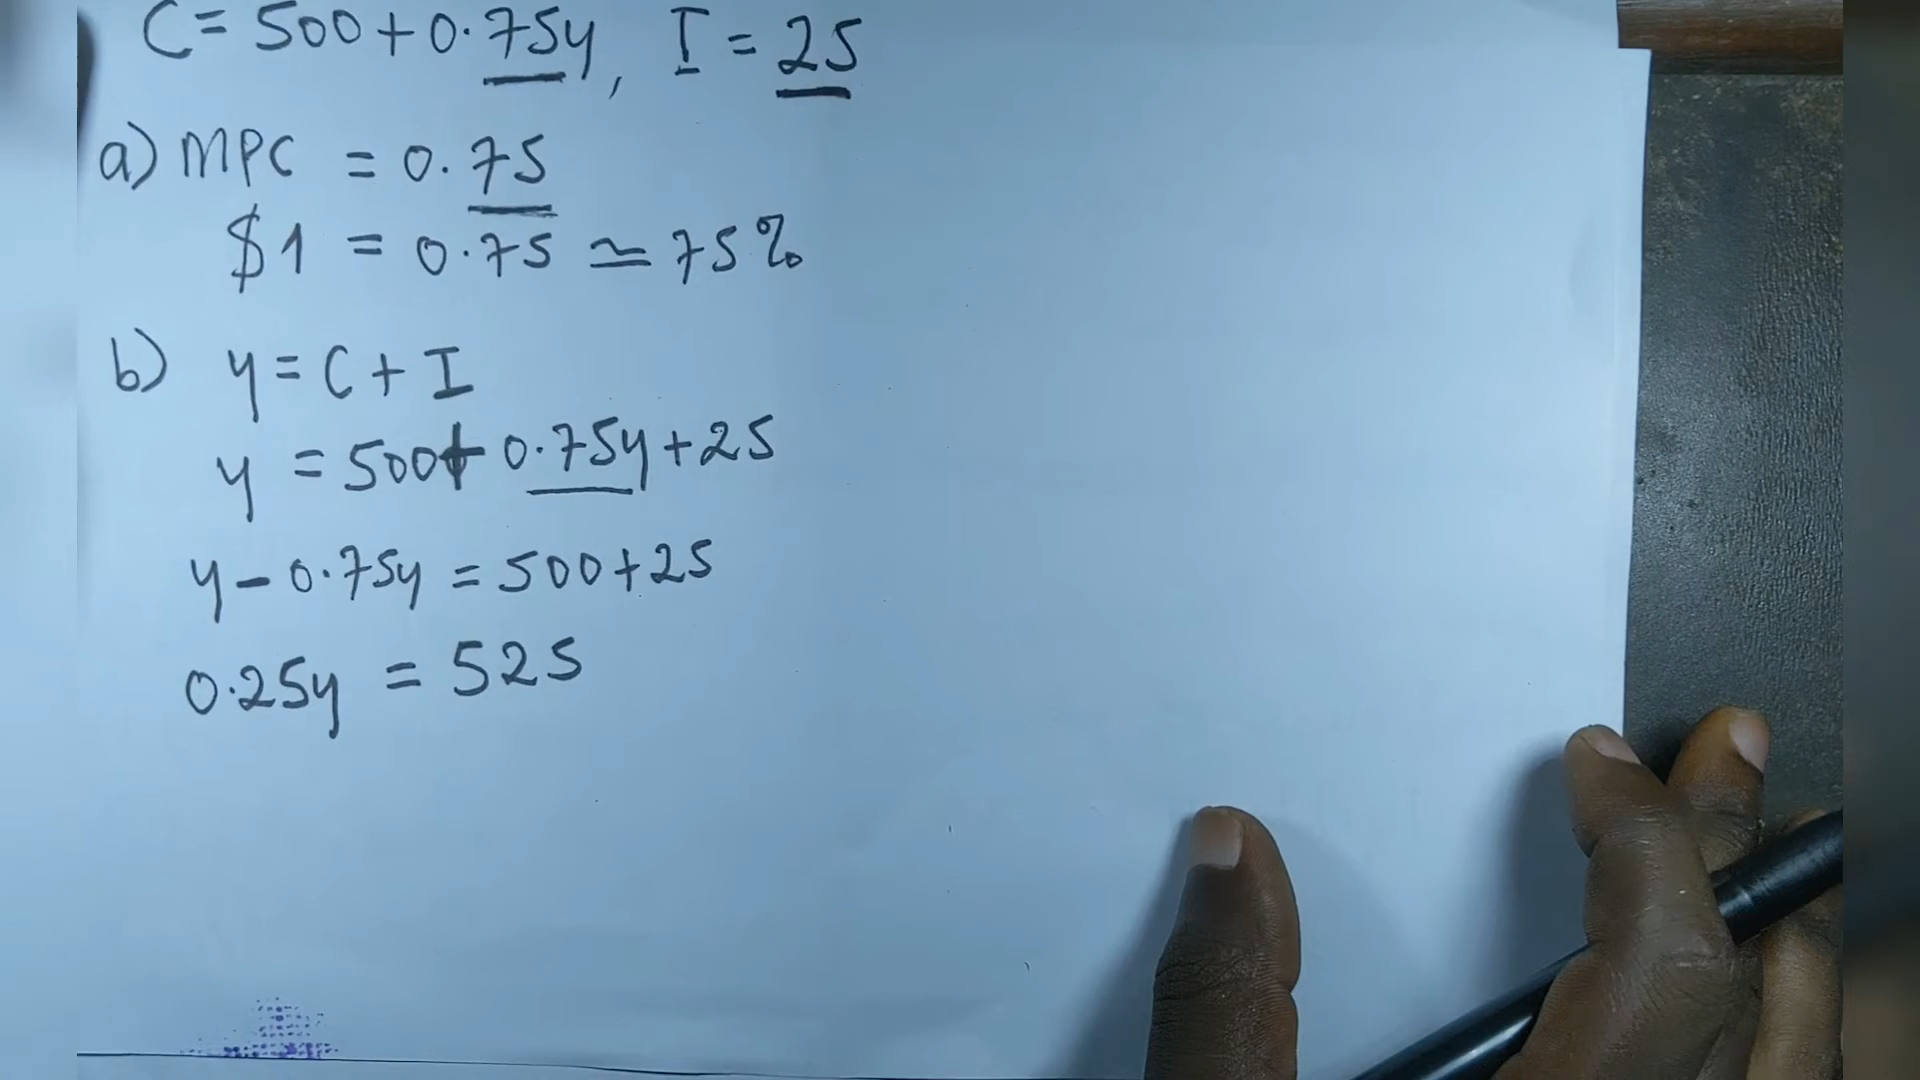 C = 500 + 0.75y, I = 25
a) MPC = 0.75
$1 = 0.75 ≃ 75%
b) y = C + I
y = 500 + 0.75y + 25
y - 0.75y = 500 + 25
0.25y = 525